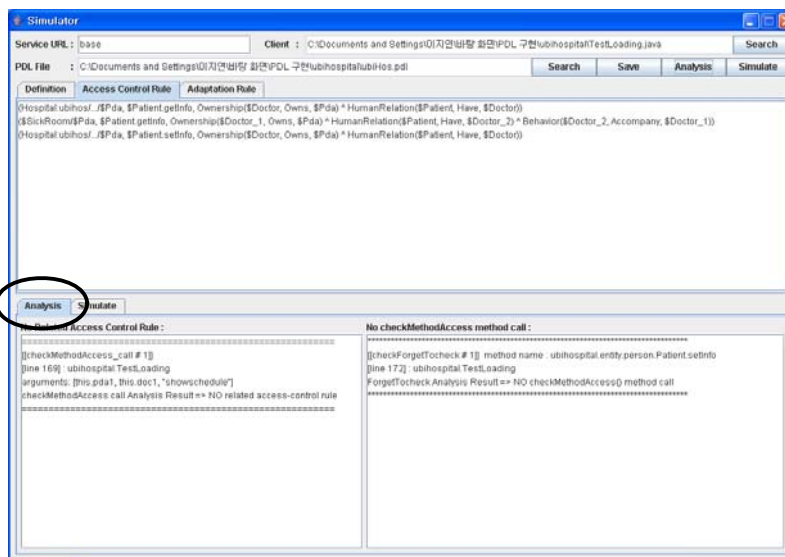 Simulator
Service URL : base Client : C:\Documents and Settings\이지연\바탕 화면\PDL 구현\ubihospital\TestLoading.java Search
PDL File : C:\Documents and Settings\이지연\바탕 화면\PDL 구현\ubihospital\ubiHos.pdl Search Save Analysis Simulate
Definition Access Control Rule Adaptation Rule
(Hospital:ubihos/../$Pda, $Patient.getInfo, Ownership($Doctor, Owns, $Pda) ^ HumanRelation($Patient, Have, $Doctor))
($SickRoom/$Pda, $Patient.getInfo, Ownership($Doctor_1, Owns, $Pda) ^ HumanRelation($Patient, Have, $Doctor_2) ^ Behavior($Doctor_2, Accompany, $Doctor_1))
(Hospital:ubihos/../$Pda, $Patient.setInfo, Ownership($Doctor, Owns, $Pda) ^ HumanRelation($Patient, Have, $Doctor))
Analysis Simulate
No Related Access Control Rule : No checkMethodAccess method call :
[[checkMethodAccess_call # 1]] [[checkForgetTocheck # 1]] method name : ubihospital.entity.person.Patient.setInfo
[line 169] : ubihospital.TestLoading [line 172] : ubihospital.TestLoading
arguments: [this.pda1, this.doc1, "showschedule"] ForgetTocheck Analysis Result => NO checkMethodAccess() method call
checkMethodAccess call Analysis Result => NO related access-control rule